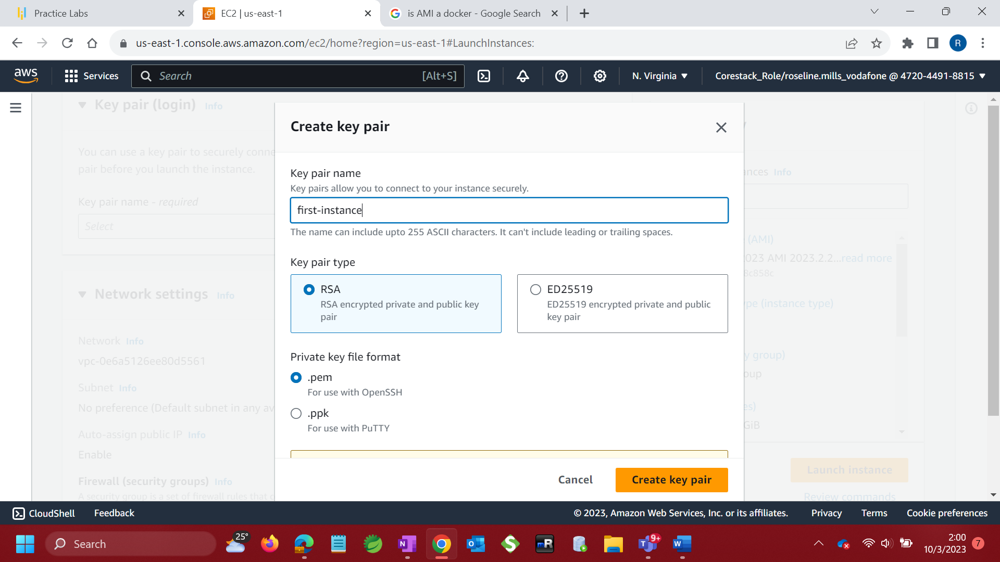 Practice Labs
EC2 | us-east-1
is AMI a docker - Google Search
us-east-1.console.aws.amazon.com/ec2/home?region=us-east-1#LaunchInstances:
R
aws
Services
Search
[Alt+S]
N. Virginia
Corestack_Role/roseline.mills_vodafone @ 4720-4491-8815
Key pair (login) Info
You can use a key pair to securely conne
pair before you launch the instance.
Key pair name - required
Select
Network settings Info
Network Info
vpc-0e6a5126ee80d5561
Subnet Info
No preference (Default subnet in any av
Auto-assign public IP Info
Enable
Firewall (security groups) Info
A security group is a set of firewall rules that c
Create key pair
Key pair name
Key pairs allow you to connect to your instance securely.
first-instance
The name can include upto 255 ASCII characters. It can't include leading or trailing spaces.
Key pair type
RSA
RSA encrypted private and public key
pair
ED25519
ED25519 encrypted private and public
key pair
Private key file format
.pem
For use with OpenSSH
.ppk
For use with PuTTY
Cancel
Create key pair
ances Info
(AMI)
023 AMI 2023.2.2...read more
8c858c
ype (instance type)
y group)
oup
es)
GiB
Launch instance
Review commands
CloudShell
Feedback
© 2023, Amazon Web Services, Inc. or its affiliates.
Privacy
Terms
Cookie preferences
Search
25°
9+
2:00
10/3/2023
7